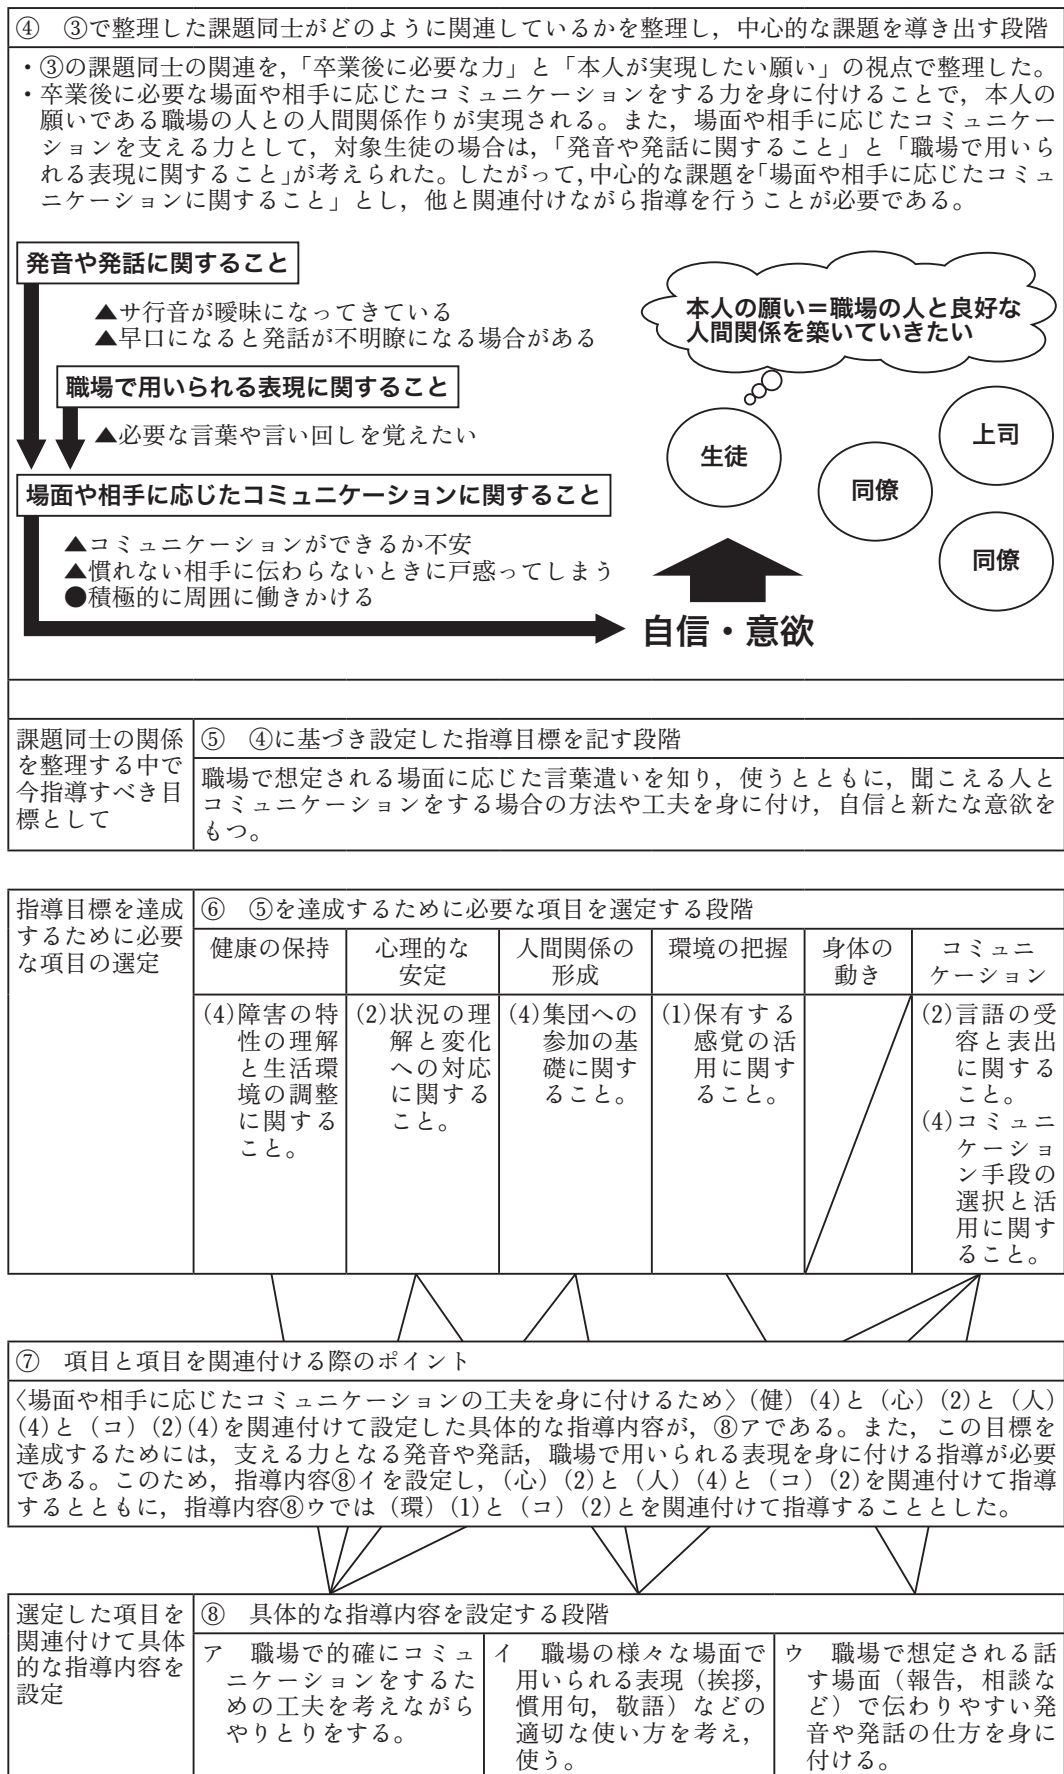 ④　③で整理した課題同士がどのように関連しているかを整理し，中心的な課題を導き出す段階
・③の課題同士の関連を，「卒業後に必要な力」と「本人が実現したい願い」の視点で整理した。
・卒業後に必要な場面や相手に応じたコミュニケーションをする力を身に付けることで，本人の
願いである職場の人との人間関係作りが実現される。また，場面や相手に応じたコミュニケー
ションを支える力として，対象生徒の場合は，「発音や発話に関すること」と「職場で用いら
れる表現に関すること」が考えられた。したがって，中心的な課題を「場面や相手に応じたコミュ
ニケーションに関すること」とし，他と関連付けながら指導を行うことが必要である。
発音や発話に関すること
▲サ行音が曖昧になってきている
▲早口になると発話が不明瞭になる場合がある
職場で用いられる表現に関すること
▲必要な言葉や言い回しを覚えたい
場面や相手に応じたコミュニケーションに関すること
▲コミュニケーションができるか不安
▲慣れない相手に伝わらないときに戸惑ってしまう
●積極的に周囲に働きかける
本人の願い＝職場の人と良好な
人間関係を築いていきたい
生徒
同僚
上司
同僚
自信・意欲
課題同士の関係
を整理する中で
今指導すべき目
標として
⑤　④に基づき設定した指導目標を記す段階
職場で想定される場面に応じた言葉遣いを知り，使うとともに，聞こえる人と
コミュニケーションをする場合の方法や工夫を身に付け，自信と新たな意欲を
もつ。
指導目標を達成
するために必要
な項目の選定
⑥　⑤を達成するために必要な項目を選定する段階
健康の保持
心理的な
安定
人間関係の
形成
環境の把握
身体の
動き
コミュニ
ケーション
(4)障害の特
性の理解
と生活環
境の調整
に関する
こと。
(2)状況の理
解と変化
への対応
に関する
こと。
(4)集団への
参加の基
礎に関す
ること。
(1)保有する
感覚の活
用に関す
ること。
(2)言語の受
容と表出
に関する
こと。
(4)コミュニ
ケーショ
ン手段の
選択と活
用に関す
ること。
⑦　項目と項目を関連付ける際のポイント
〈場面や相手に応じたコミュニケーションの工夫を身に付けるため〉（健）(4)と（心）(2)と（人）
(4)と（コ）(2)(4)を関連付けて設定した具体的な指導内容が，⑧アである。また，この目標を
達成するためには，支える力となる発音や発話，職場で用いられる表現を身に付ける指導が必要
である。このため，指導内容⑧イを設定し，（心）(2)と（人）(4)と（コ）(2)を関連付けて指導
するとともに，指導内容⑧ウでは（環）(1)と（コ）(2)とを関連付けて指導することとした。
選定した項目を
関連付けて具体
的な指導内容を
設定
⑧　具体的な指導内容を設定する段階
ア　職場で的確にコミュ
ニケーションをするた
めの工夫を考えながら
やりとりをする。
イ　職場の様々な場面で
用いられる表現（挨拶，
慣用句，敬語）などの
適切な使い方を考え，
使う。
ウ　職場で想定される話
す場面（報告，相談な
ど）で伝わりやすい発
音や発話の仕方を身に
付ける。